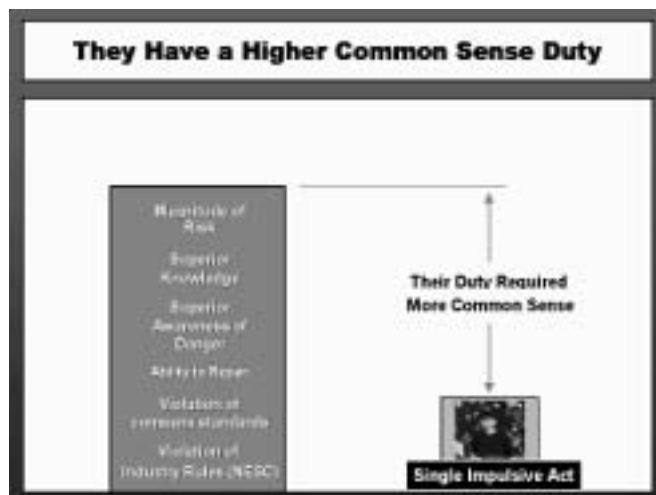 They Have a Higher Common Sense Duty
Magnitude of
Risk
Superior
Knowledge
Superior
Awareness of
Danger
Ability to Repair
Violation of
company standards
Violation of
Industry Rules (NESC)
Their Duty Required
More Common Sense
Single Impulsive Act